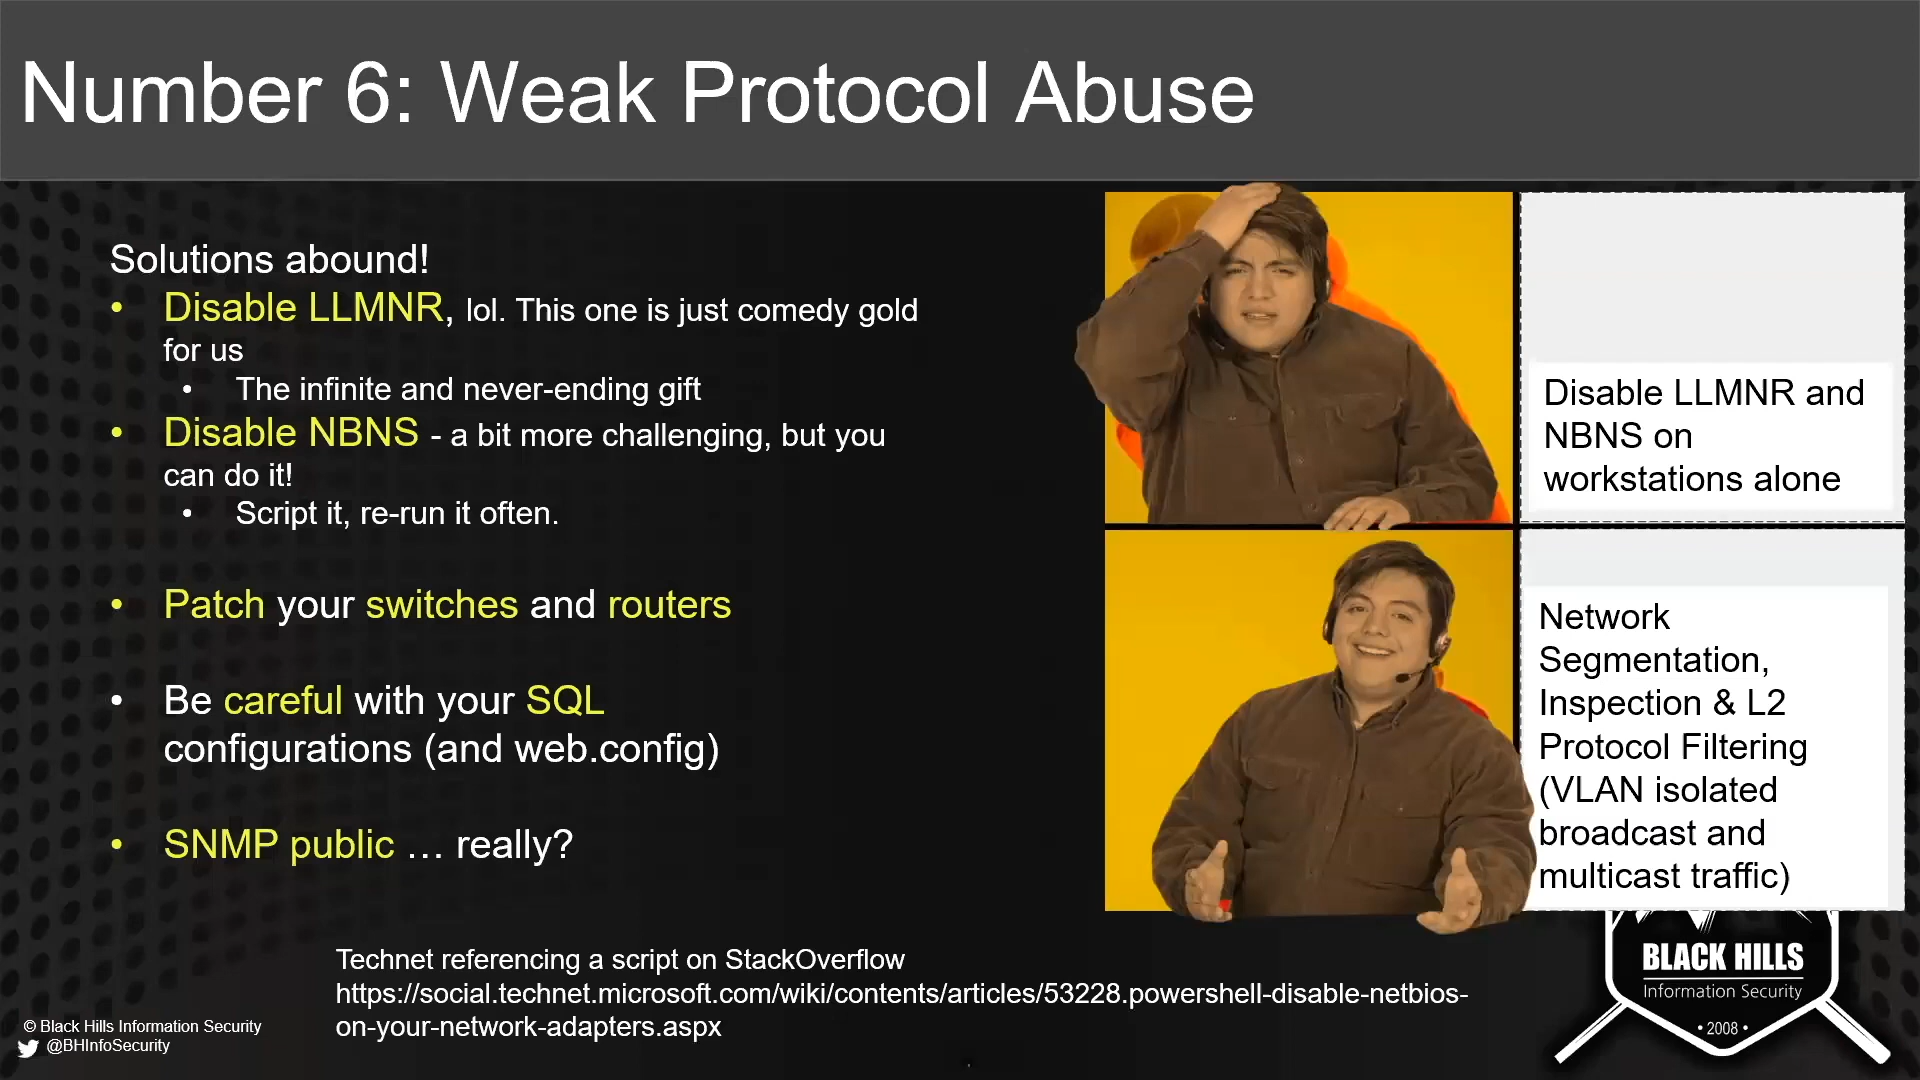 Number 6: Weak Protocol Abuse
Solutions abound!
• Disable LLMNR, lol. This one is just comedy gold
for us
• The infinite and never-ending gift
• Disable NBNS - a bit more challenging, but you
can do it!
• Script it, re-run it often.
• Patch your switches and routers
• Be careful with your SQL
configurations (and web.config)
• SNMP public … really?
Disable LLMNR and
NBNS on
workstations alone
Network
Segmentation,
Inspection & L2
Protocol Filtering
(VLAN isolated
broadcast and
multicast traffic)
Technet referencing a script on StackOverflow
https://social.technet.microsoft.com/wiki/contents/articles/53228.powershell-disable-netbios-
on-your-network-adapters.aspx
© Black Hills Information Security
@BHInfoSecurity
BLACK HILLS
Information Security
• 2008 •